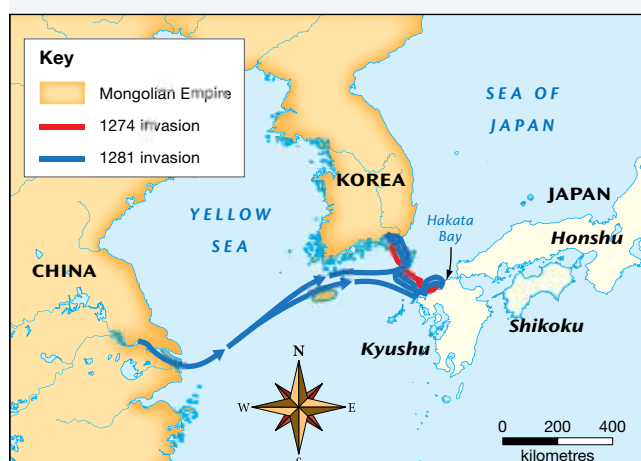 Key
Mongolian Empire
1274 invasion
1281 invasion
SEA OF
JAPAN
KOREA
JAPAN
YELLOW
SEA
Hakata
Bay
Honshu
CHINA
Shikoku
Kyushu
N
W
E
S
0 200 400
kilometres